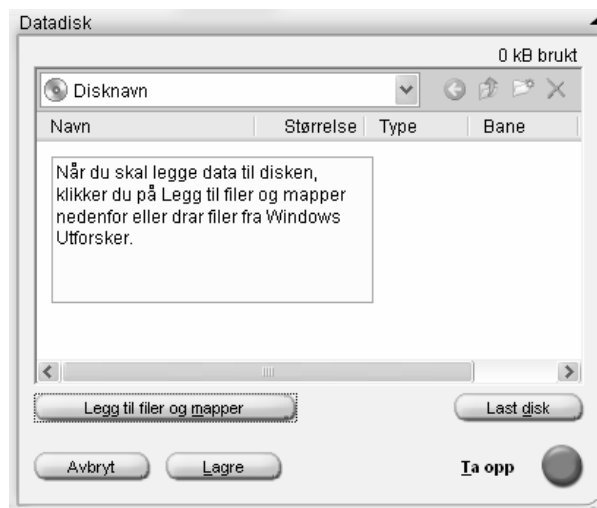 Datadisk
0 kB brukt
Disknavn
Navn Størrelse Type Bane
Når du skal legge data til disken,
klikker du på Legg til filer og mapper
nedenfor eller drar filer fra Windows
Utforsker.
Legg til filer og mapper Last disk
Avbryt Lagre Ta opp